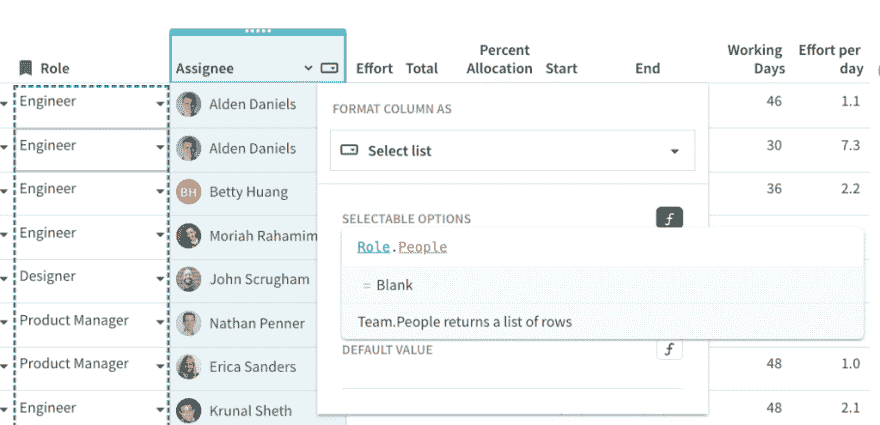 Role
Assignee
Effort
Total
Percent
Allocation
Start
End
Working
Days
Effort per
day
Engineer
Alden Daniels
46
1.1
Engineer
Alden Daniels
30
7.3
Engineer
BH
Betty Huang
36
2.2
Engineer
Moriah Rahamim
Designer
John Scrugham
Product Manager
Nathan Penner
Product Manager
Erica Sanders
48
1.0
Engineer
Krunal Sheth
48
2.1
FORMAT COLUMN AS
Select list
SELECTABLE OPTIONS
f
Role.People
= Blank
Team.People returns a list of rows
DEFAULT VALUE
f